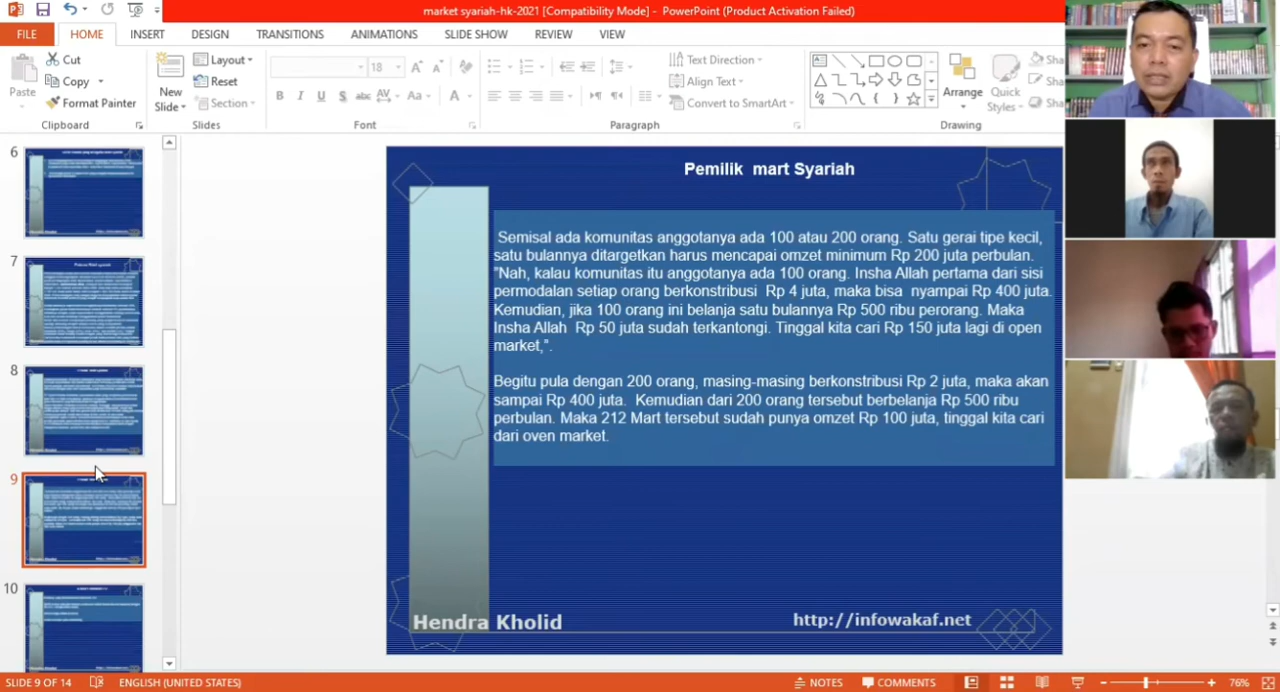 market syariah-hk-2021 [Compatibility Mode] - PowerPoint (Product Activation Failed)
FILE HOME INSERT DESIGN TRANSITIONS ANIMATIONS SLIDE SHOW REVIEW VIEW
Cut
Copy
Format Painter
Paste
Clipboard
New
Slide
Layout
Reset
Section
Slides
18
Font
Text Direction
Align Text
Convert to SmartArt
Paragraph
Arrange
Quick
Styles
Drawing
6
7
8
9
10
Pemilik mart Syariah
Semisal ada komunitas anggotanya ada 100 atau 200 orang. Satu gerai tipe kecil,
satu bulannya ditargetkan harus mencapai omzet minimum Rp 200 juta perbulan.
"Nah, kalau komunitas itu anggotanya ada 100 orang. Insha Allah pertama dari sisi
permodalan setiap orang berkonstribusi Rp 4 juta, maka bisa nyampai Rp 400 juta.
Kemudian, jika 100 orang ini belanja satu bulannya Rp 500 ribu perorang. Maka
Insha Allah Rp 50 juta sudah terkantongi. Tinggal kita cari Rp 150 juta lagi di open
market,".
Begitu pula dengan 200 orang, masing-masing berkonstribusi Rp 2 juta, maka akan
sampai Rp 400 juta. Kemudian dari 200 orang tersebut berbelanja Rp 500 ribu
perbulan. Maka 212 Mart tersebut sudah punya omzet Rp 100 juta, tinggal kita cari
dari oven market.
Hendra Kholid
http://infowakaf.net
SLIDE 9 OF 14 ENGLISH (UNITED STATES) NOTES COMMENTS 76%